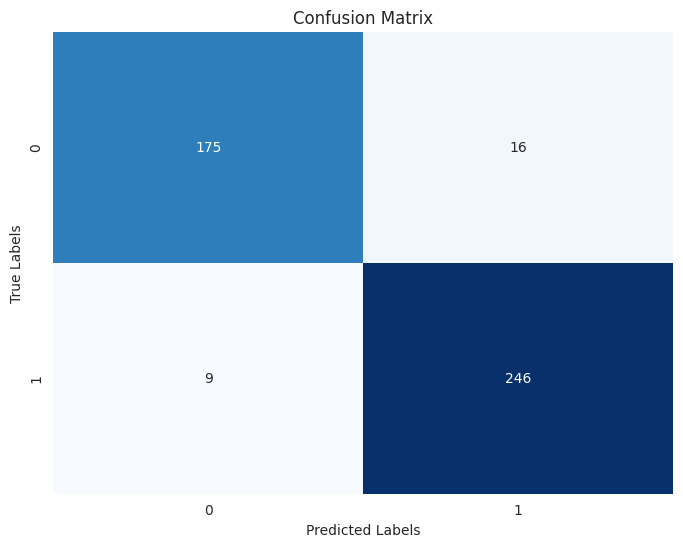 Confusion Matrix
True Labels
0
175
16
1
9
246
0
1
Predicted Labels